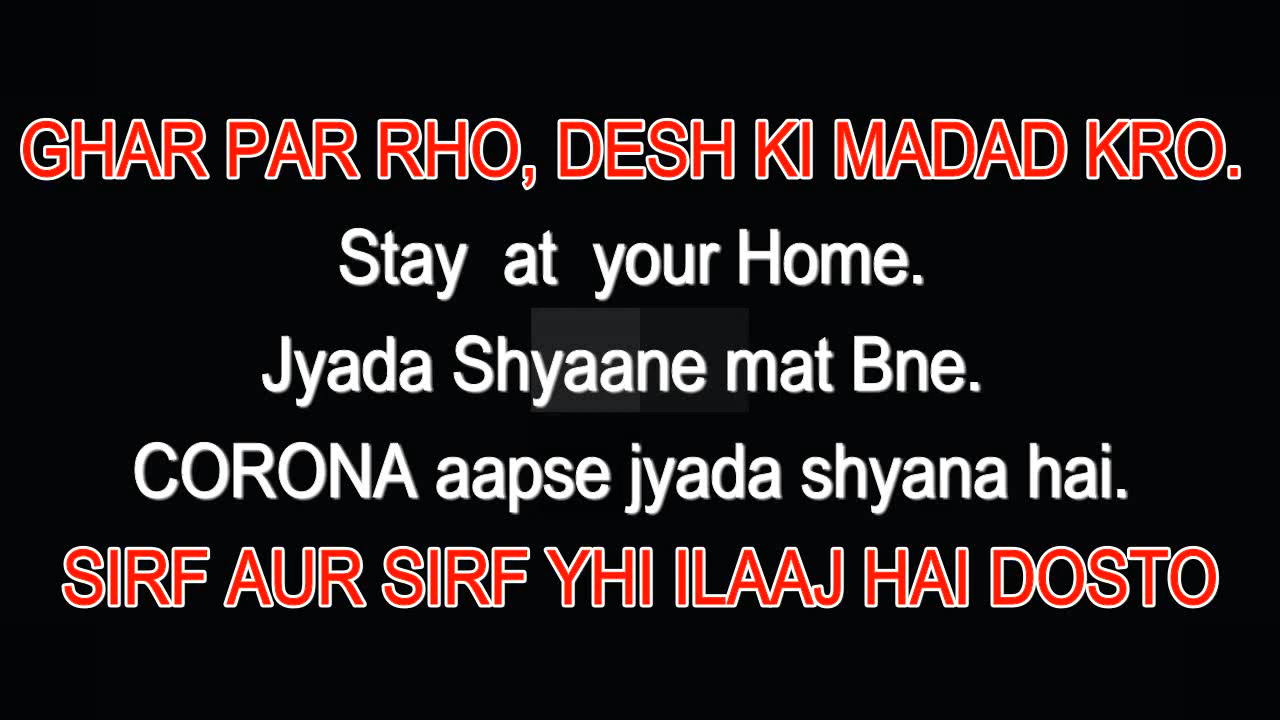 GHAR PAR RHO, DESH KI MADAD KRO.
Stay at your Home.
Jyada Shyaane mat Bne.
CORONA aapse jyada shyana hai.
SIRF AUR SIRF YHI ILAAJ HAI DOSTO